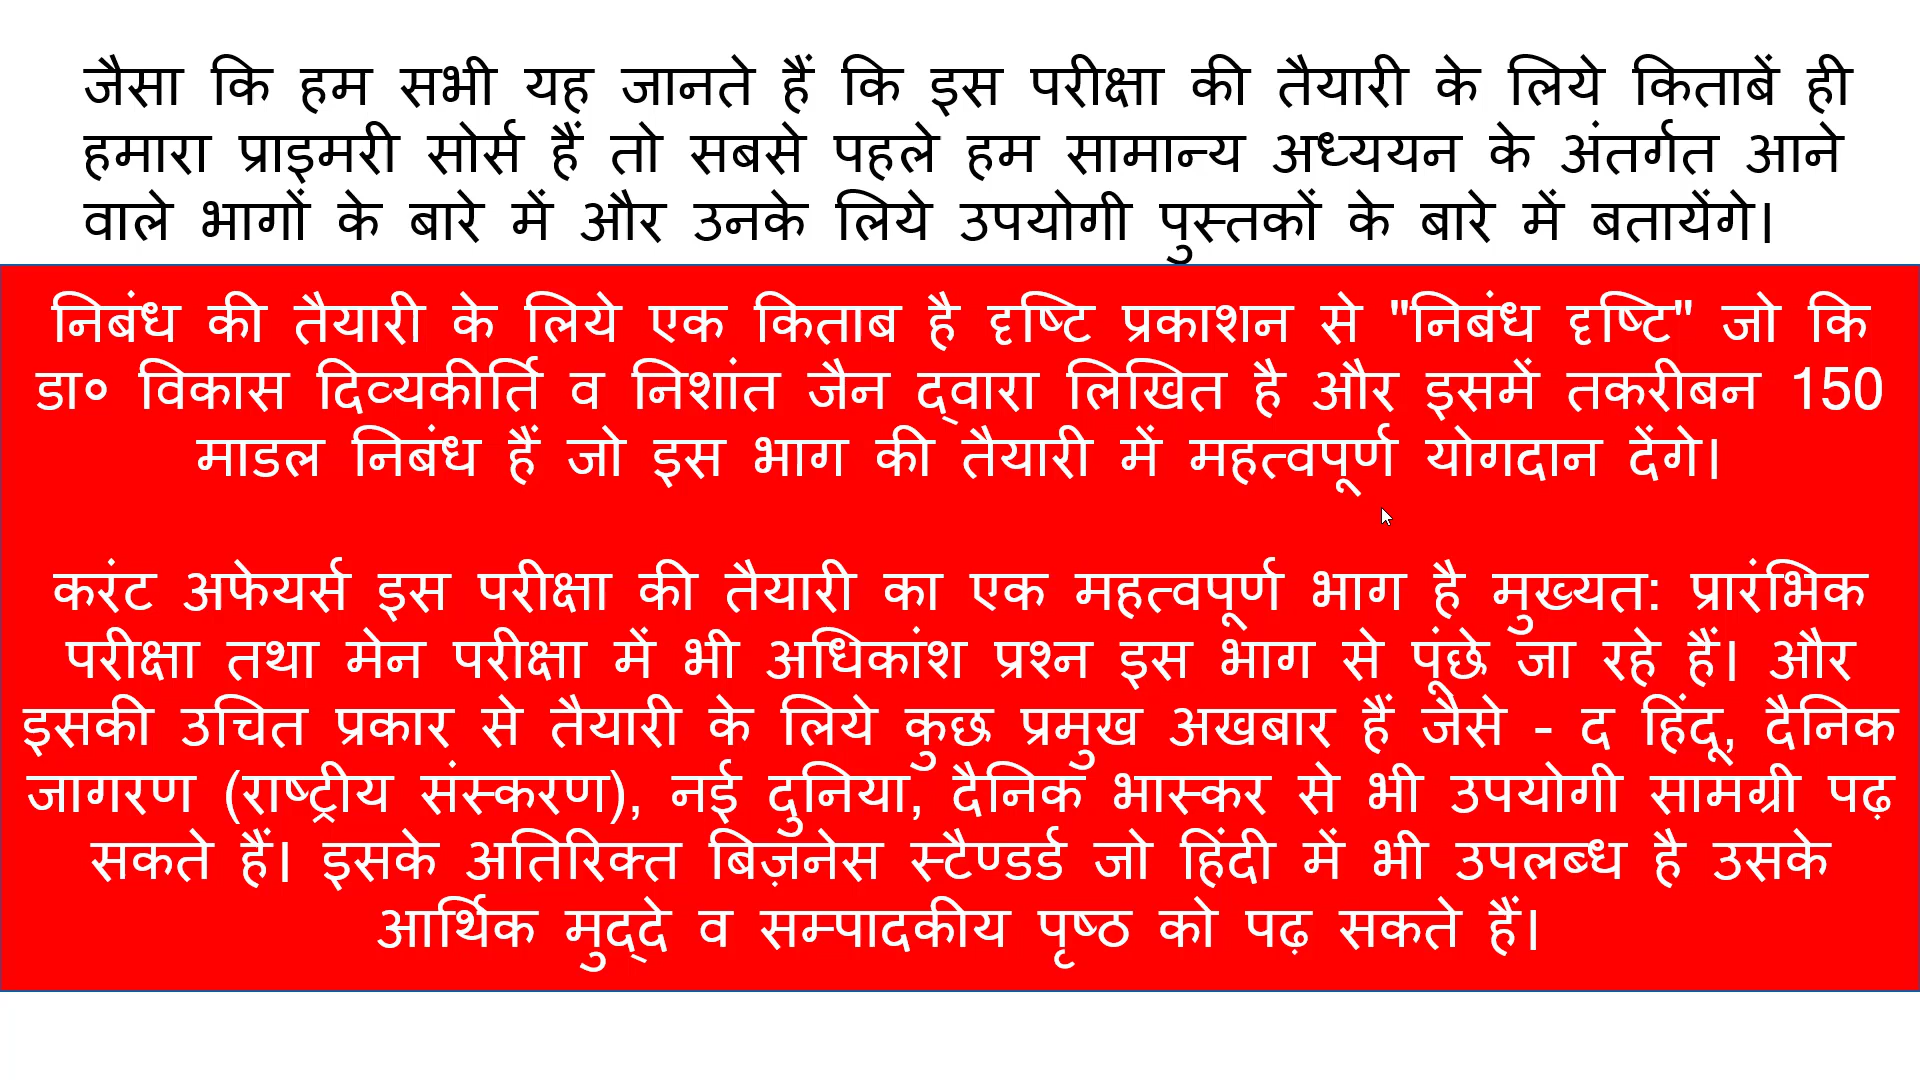 जैसा कि हम सभी यह जानते हैं कि इस परीक्षा की तैयारी के लिये किताबें ही
हमारा प्राइमरी सोर्स हैं तो सबसे पहले हम सामान्य अध्ययन के अंतर्गत आने
वाले भागों के बारे में और उनके लिये उपयोगी पुस्तकों के बारे में बतायेंगे।
निबंध की तैयारी के लिये एक किताब है दृष्टि प्रकाशन से "निबंध दृष्टि" जो कि
डा० विकास दिव्यकीर्ति व निशांत जैन द्वारा लिखित है और इसमें तकरीबन 150
माडल निबंध हैं जो इस भाग की तैयारी में महत्वपूर्ण योगदान देंगे।
करंट अफेयर्स इस परीक्षा की तैयारी का एक महत्वपूर्ण भाग है मुख्यत: प्रारंभिक
परीक्षा तथा मेन परीक्षा में भी अधिकांश प्रश्न इस भाग से पूंछे जा रहे हैं। और
इसकी उचित प्रकार से तैयारी के लिये कुछ प्रमुख अखबार हैं जैसे - द हिंदू, दैनिक
जागरण (राष्ट्रीय संस्करण), नई दुनिया, दैनिक भास्कर से भी उपयोगी सामग्री पढ़
सकते हैं। इसके अतिरिक्त बिज़नेस स्टैण्डर्ड जो हिंदी में भी उपलब्ध है उसके
आर्थिक मुद्दे व सम्पादकीय पृष्ठ को पढ़ सकते हैं।